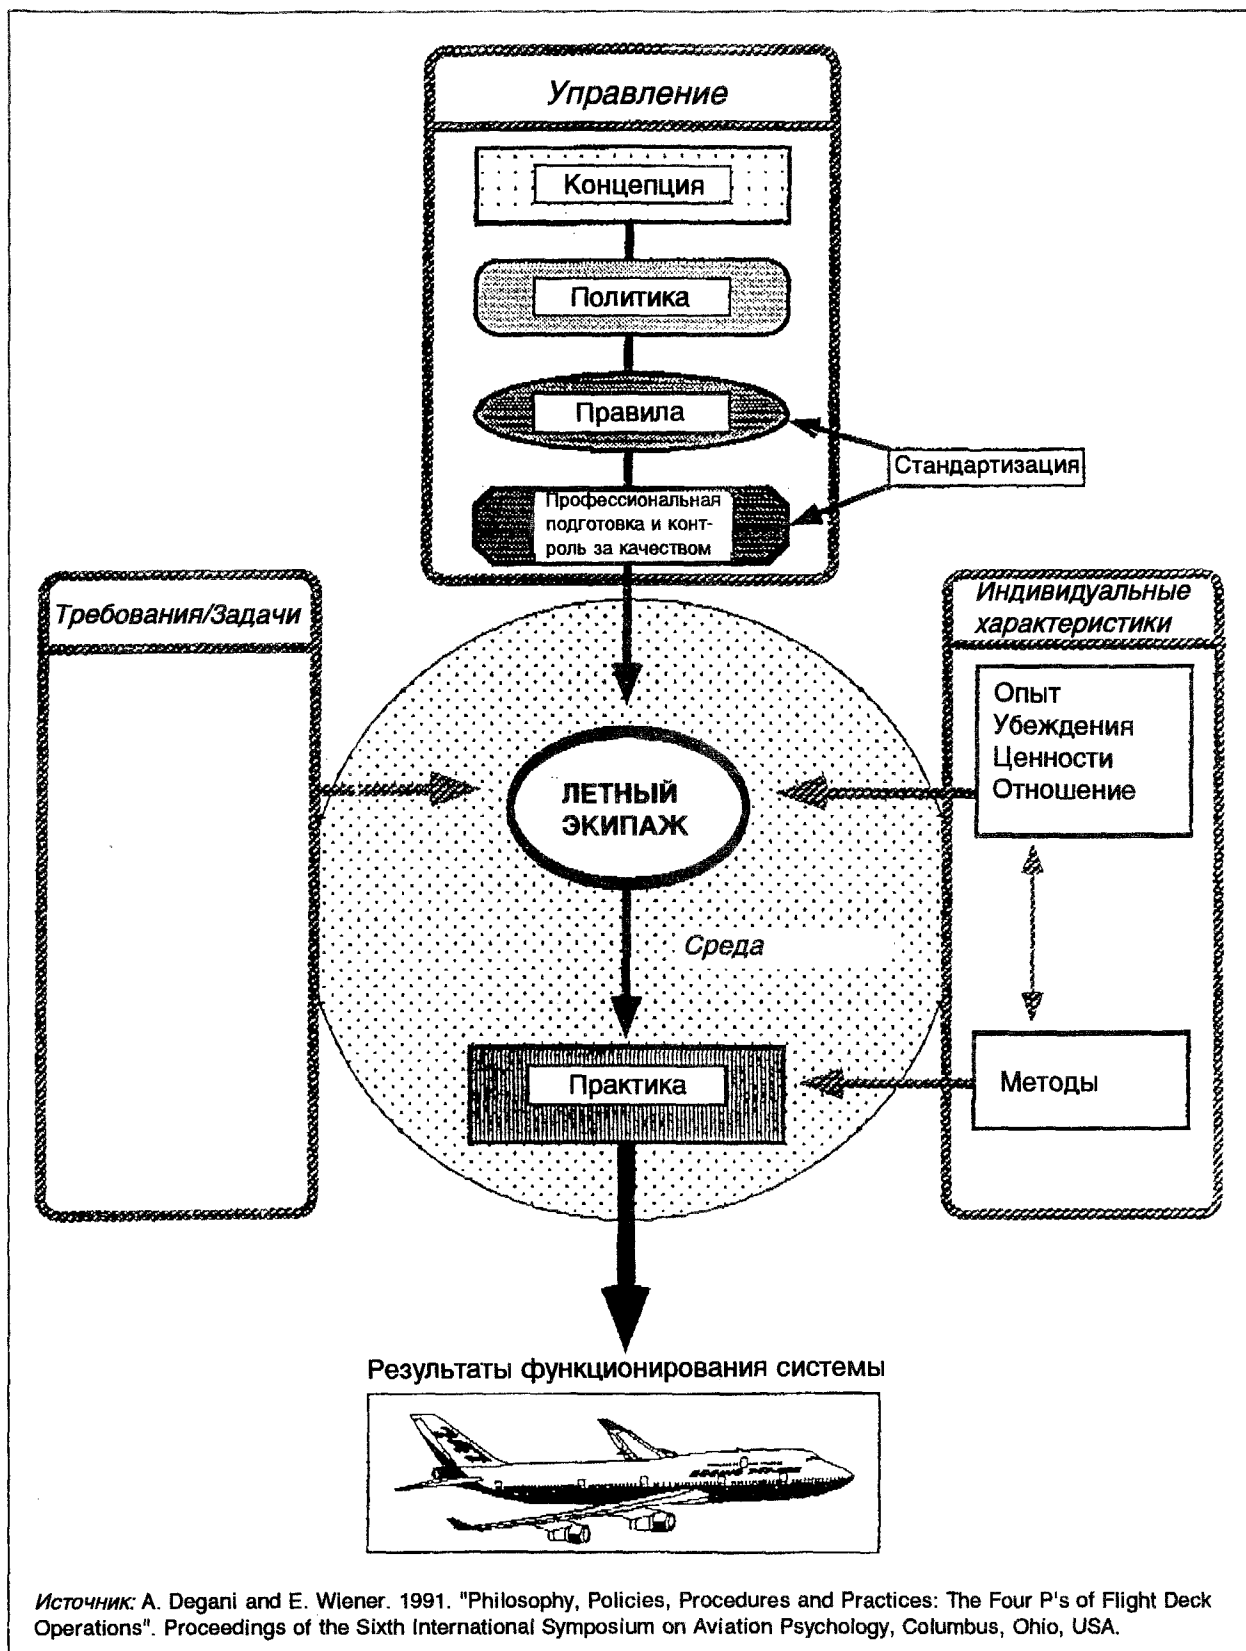 Управление
Концепция
Политика
Правила
Стандартизация
Профессиональная
подготовка и конт-
роль за качеством
Требования/Задачи
Индивидуальные
характеристики
Опыт
Убеждения
Ценности
Отношение
ЛЕТНЫЙ
ЭКИПАЖ
Среда
Практика
Методы
Результаты функционирования системы
Источник: A. Degani and E. Wiener. 1991. "Philosophy, Policies, Procedures and Practices: The Four P's of Flight Deck
Operations". Proceedings of the Sixth International Symposium on Aviation Psychology, Columbus, Ohio, USA.